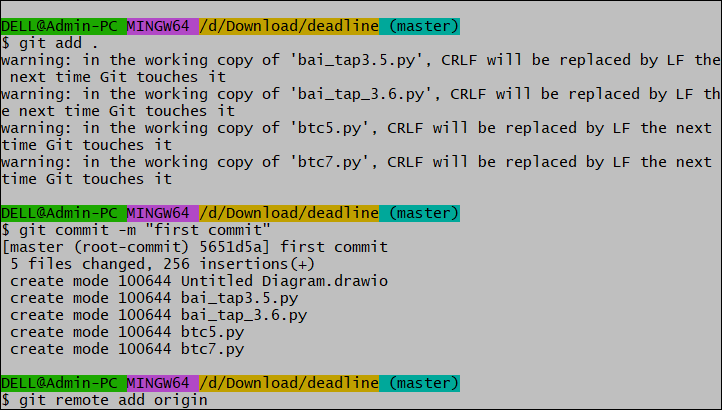 DELL@Admin-PC MINGW64 /d/Download/deadline (master)
$ git add .
warning: in the working copy of 'bai_tap3.5.py', CRLF will be replaced by LF the
 next time Git touches it
warning: in the working copy of 'bai_tap_3.6.py', CRLF will be replaced by LF th
e next time Git touches it
warning: in the working copy of 'btc5.py', CRLF will be replaced by LF the next
time Git touches it
warning: in the working copy of 'btc7.py', CRLF will be replaced by LF the next
time Git touches it
DELL@Admin-PC MINGW64 /d/Download/deadline (master)
$ git commit -m "first commit"
[master (root-commit) 5651d5a] first commit
 5 files changed, 256 insertions(+)
 create mode 100644 Untitled Diagram.drawio
 create mode 100644 bai_tap3.5.py
 create mode 100644 bai_tap_3.6.py
 create mode 100644 btc5.py
 create mode 100644 btc7.py
DELL@Admin-PC MINGW64 /d/Download/deadline (master)
$ git remote add origin